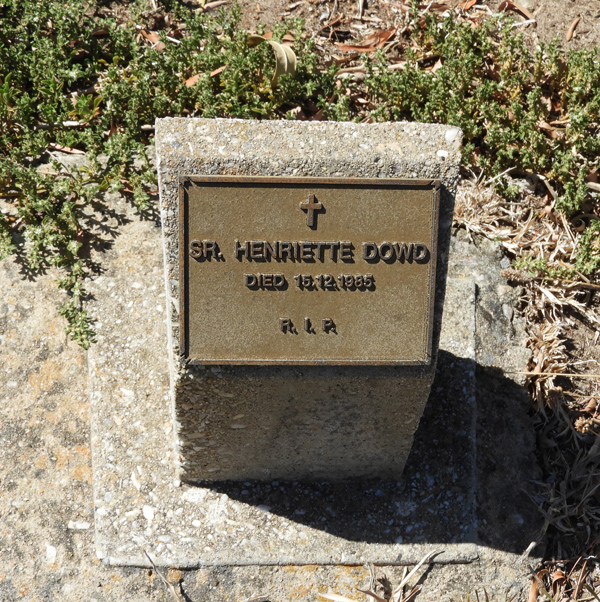 SR. HENRIETTE DOWD
DIED 15.12.1985
R. I. P.